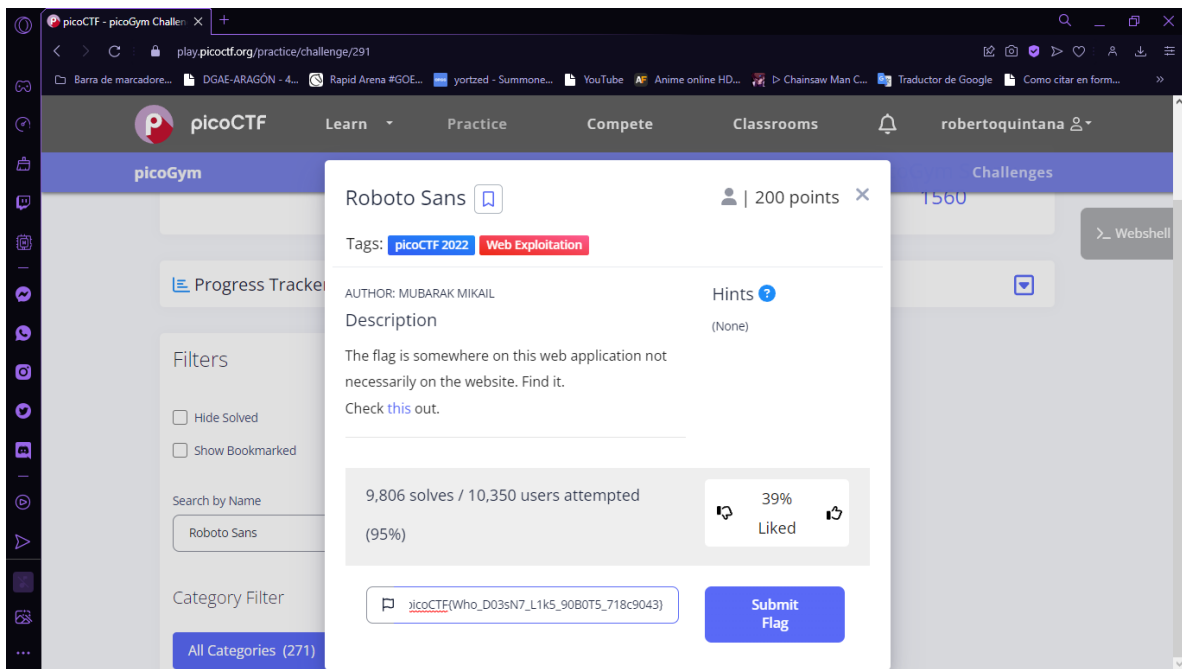 picoCTF - picoGym Challen
play.picoctf.org/practice/challenge/291
Barra de marcadore... DGAE-ARAGÓN - 4... Rapid Arena #GOE... yortzed - Summone... YouTube Anime online HD... ▷ Chainsaw Man C... Traductor de Google Como citar en form... »
picoCTF Learn Practice Compete Classrooms robertoquintana
picoGym Challenges
1560
>_ Webshell
Roboto Sans | 200 points
Tags: picoCTF 2022 Web Exploitation
Progress Tracke
AUTHOR: MUBARAK MIKAIL
Description
The flag is somewhere on this web application not
necessarily on the website. Find it.
Check this out.
Hints ?
(None)
Filters
Hide Solved
Show Bookmarked
Search by Name
Roboto Sans
Category Filter
All Categories (271)
9,806 solves / 10,350 users attempted
(95%)
39%
Liked
picoCTF{Who_D03sN7_L1k5_90B0T5_718c9043}
Submit
Flag